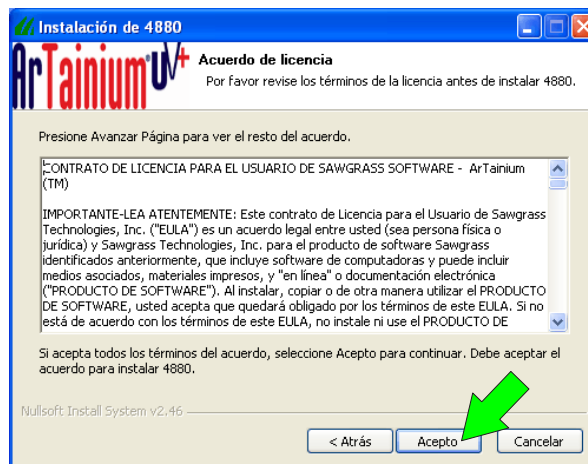 Instalación de 4880
ArTainium UV+
Acuerdo de licencia
Por favor revise los términos de la licencia antes de instalar 4880.
Presione Avanzar Página para ver el resto del acuerdo.
CONTRATO DE LICENCIA PARA EL USUARIO DE SAWGRASS SOFTWARE - ArTainium
(TM)
IMPORTANTE-LEA ATENTEMENTE: Este contrato de Licencia para el Usuario de Sawgrass
Technologies, Inc. ("EULA") es un acuerdo legal entre usted (sea persona física o
jurídica) y Sawgrass Technologies, Inc. para el producto de software Sawgrass
identificados anteriormente, que incluye software de computadoras y puede incluir
medios asociados, materiales impresos, y "en línea" o documentación electrónica
("PRODUCTO DE SOFTWARE"). Al instalar, copiar o de otra manera utilizar el PRODUCTO
DE SOFTWARE, usted acepta que quedará obligado por los términos de este EULA. Si no
está de acuerdo con los términos de este EULA, no instale ni use el PRODUCTO DE
Si acepta todos los términos del acuerdo, seleccione Acepto para continuar. Debe aceptar el
acuerdo para instalar 4880.
Nullsoft Install System v2.46
< Atrás
Acepto
Cancelar